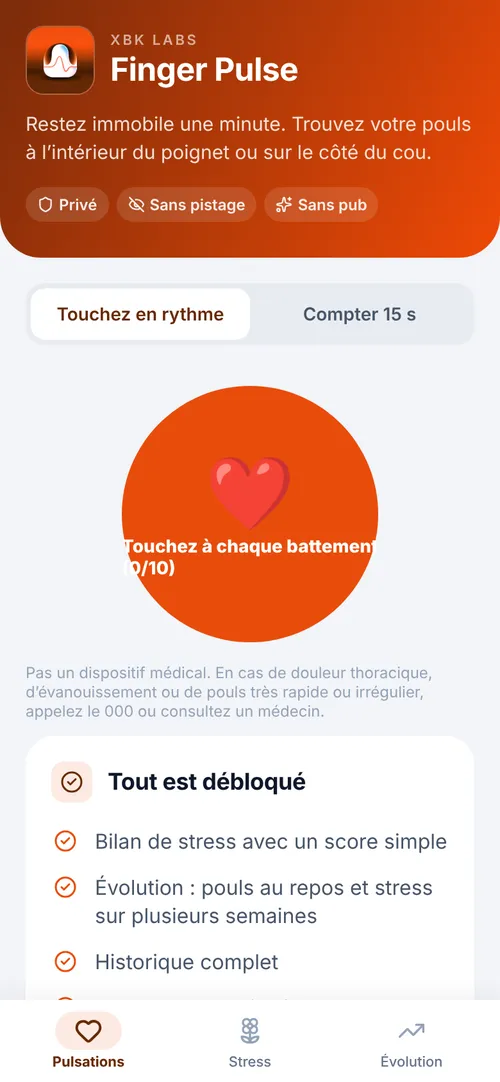 XBK LABS
Finger Pulse
Restez immobile une minute. Trouvez votre pouls
à l’intérieur du poignet ou sur le côté du cou.
Privé
Sans pistage
Sans pub
Touchez en rythme
Compter 15 s
Touchez à chaque battement
(0/10)
Pas un dispositif médical. En cas de douleur thoracique,
d’évanouissement ou de pouls très rapide ou irrégulier,
appelez le 000 ou consultez un médecin.
Tout est débloqué
Bilan de stress avec un score simple
Évolution : pouls au repos et stress
sur plusieurs semaines
Historique complet
Pulsations
Stress
Évolution